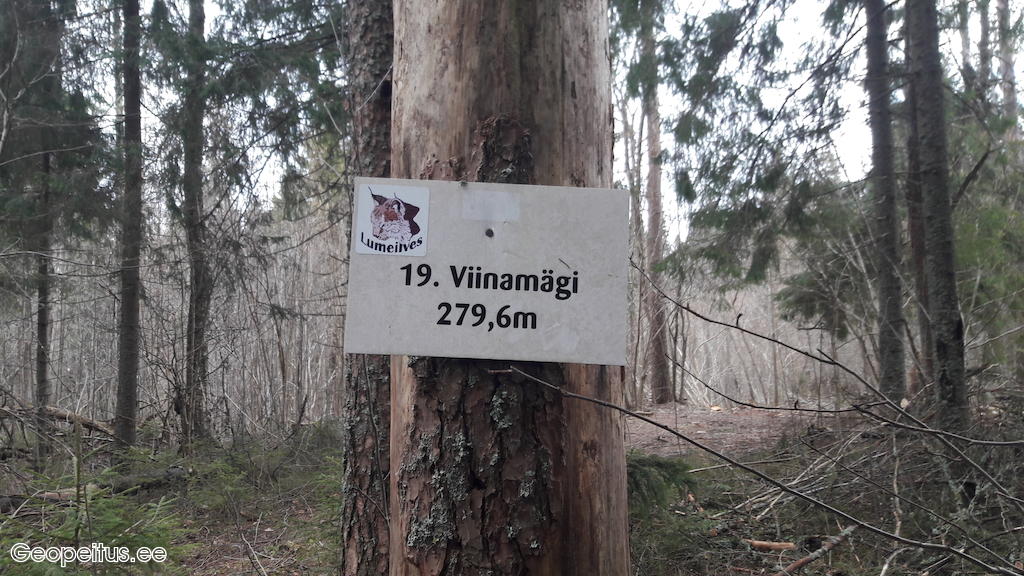 Lumeilves
19. Viinamägi
279,6m
Geopeitus.ee